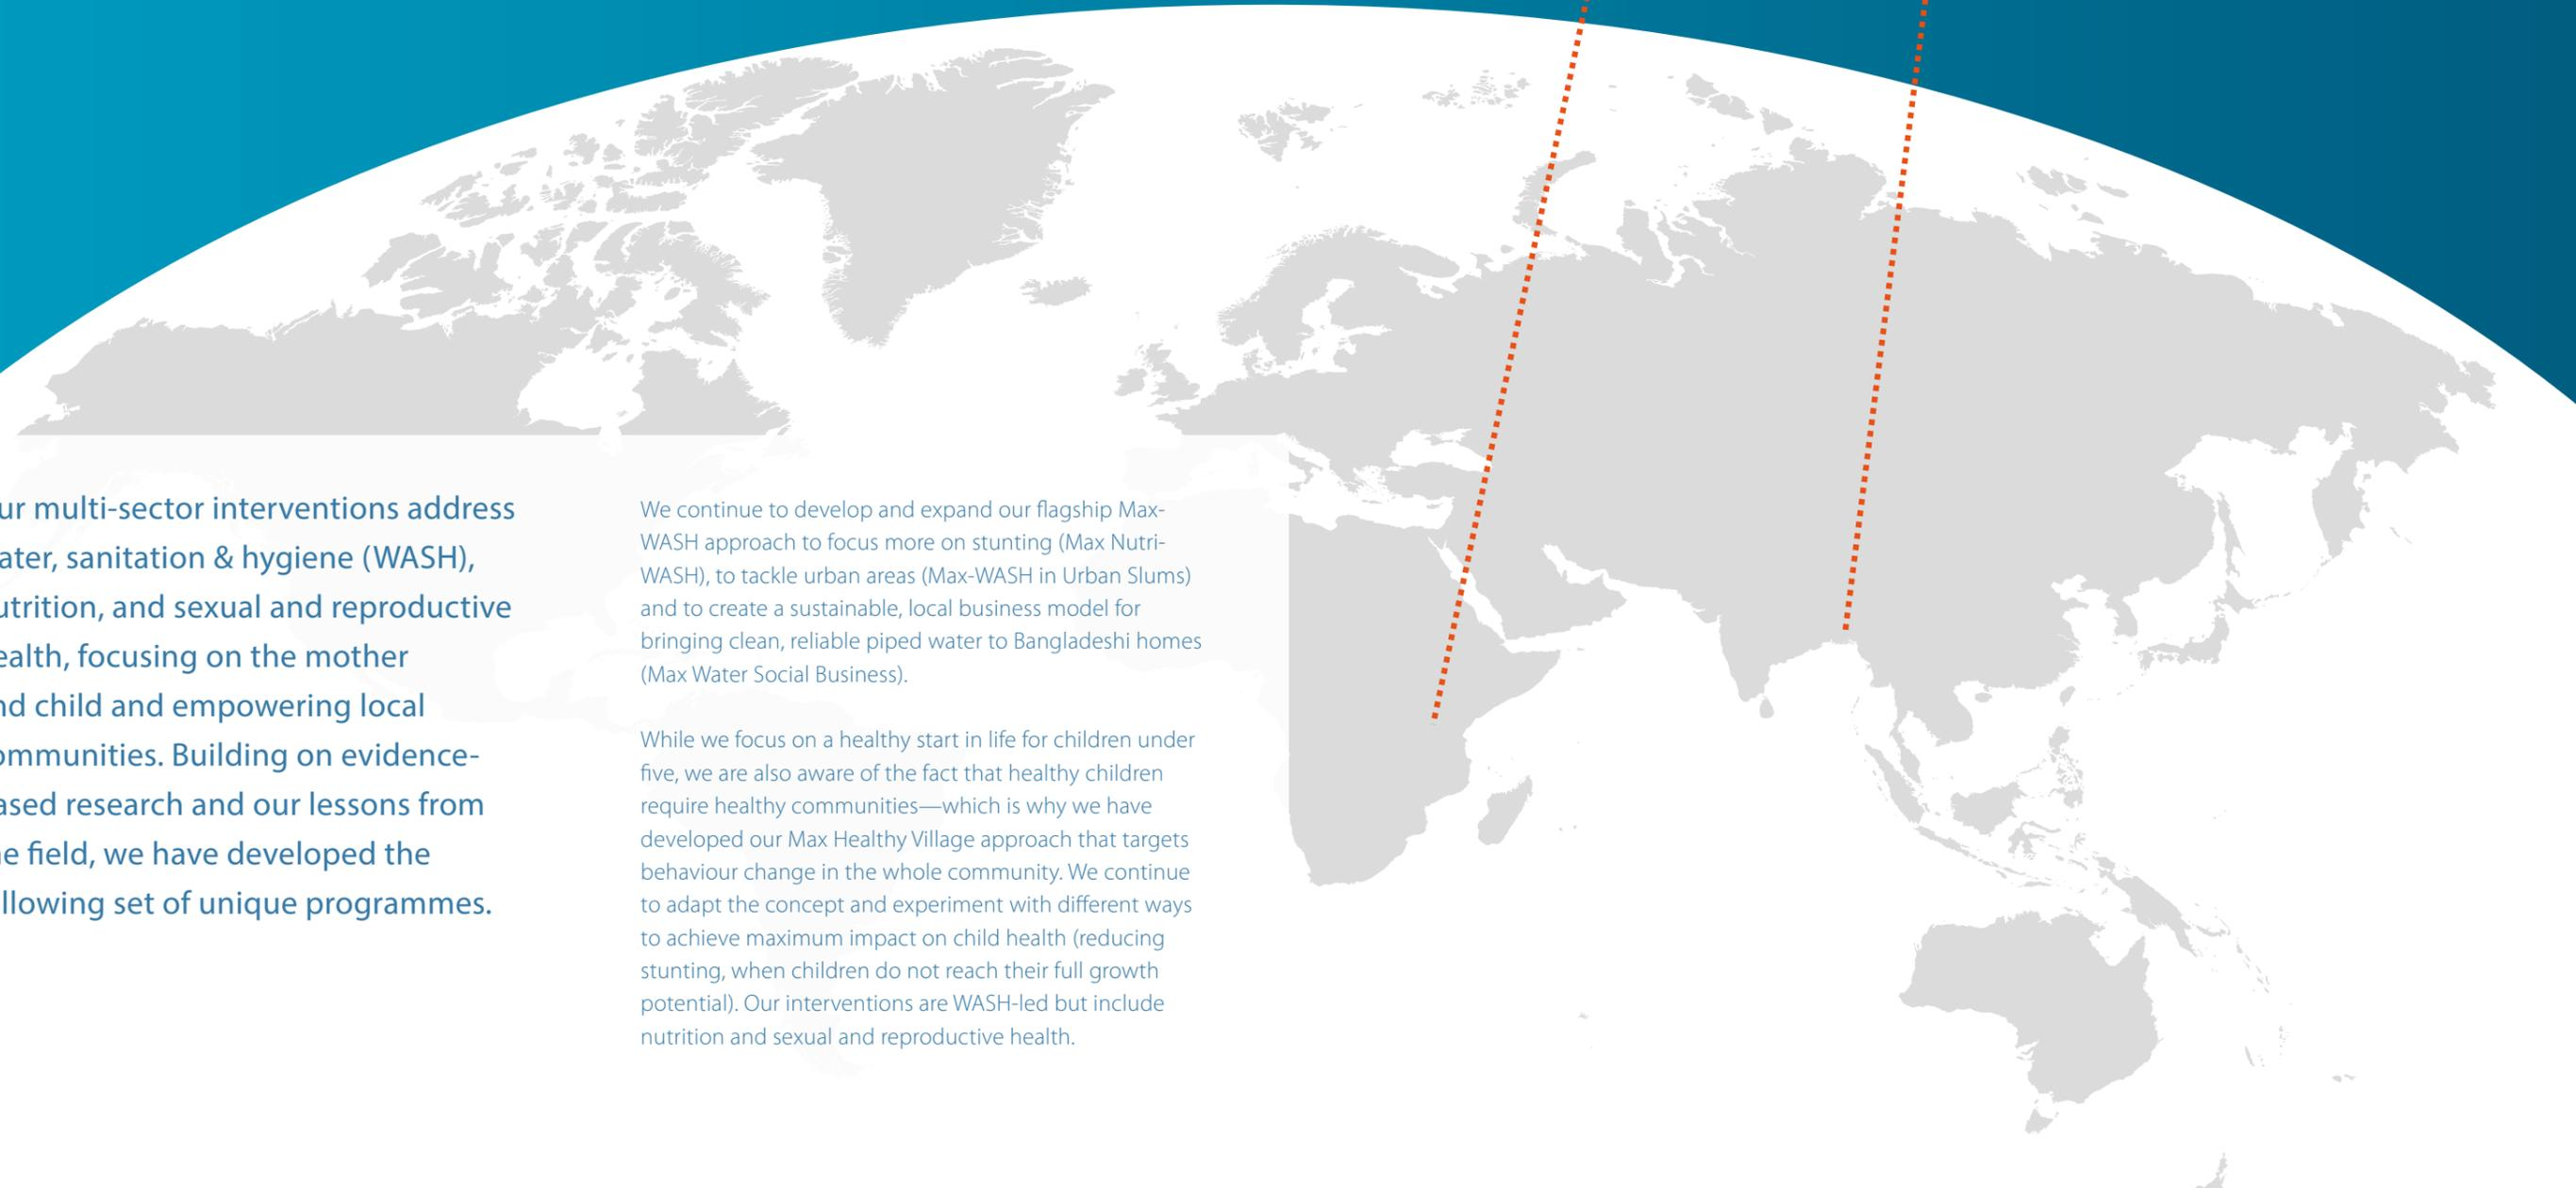 ur multi-sector interventions address
ater, sanitation & hygiene (WASH),
utrition, and sexual and reproductive
ealth, focusing on the mother
nd child and empowering local
ommunities. Building on evidence-
ased research and our lessons from
e field, we have developed the
llowing set of unique programmes.
We continue to develop and expand our flagship Max-
WASH approach to focus more on stunting (Max Nutri-
WASH), to tackle urban areas (Max-WASH in Urban Slums)
and to create a sustainable, local business model for
bringing clean, reliable piped water to Bangladeshi homes
(Max Water Social Business).
While we focus on a healthy start in life for children under
five, we are also aware of the fact that healthy children
require healthy communities—which is why we have
developed our Max Healthy Village approach that targets
behaviour change in the whole community. We continue
to adapt the concept and experiment with different ways
to achieve maximum impact on child health (reducing
stunting, when children do not reach their full growth
potential). Our interventions are WASH-led but include
nutrition and sexual and reproductive health.